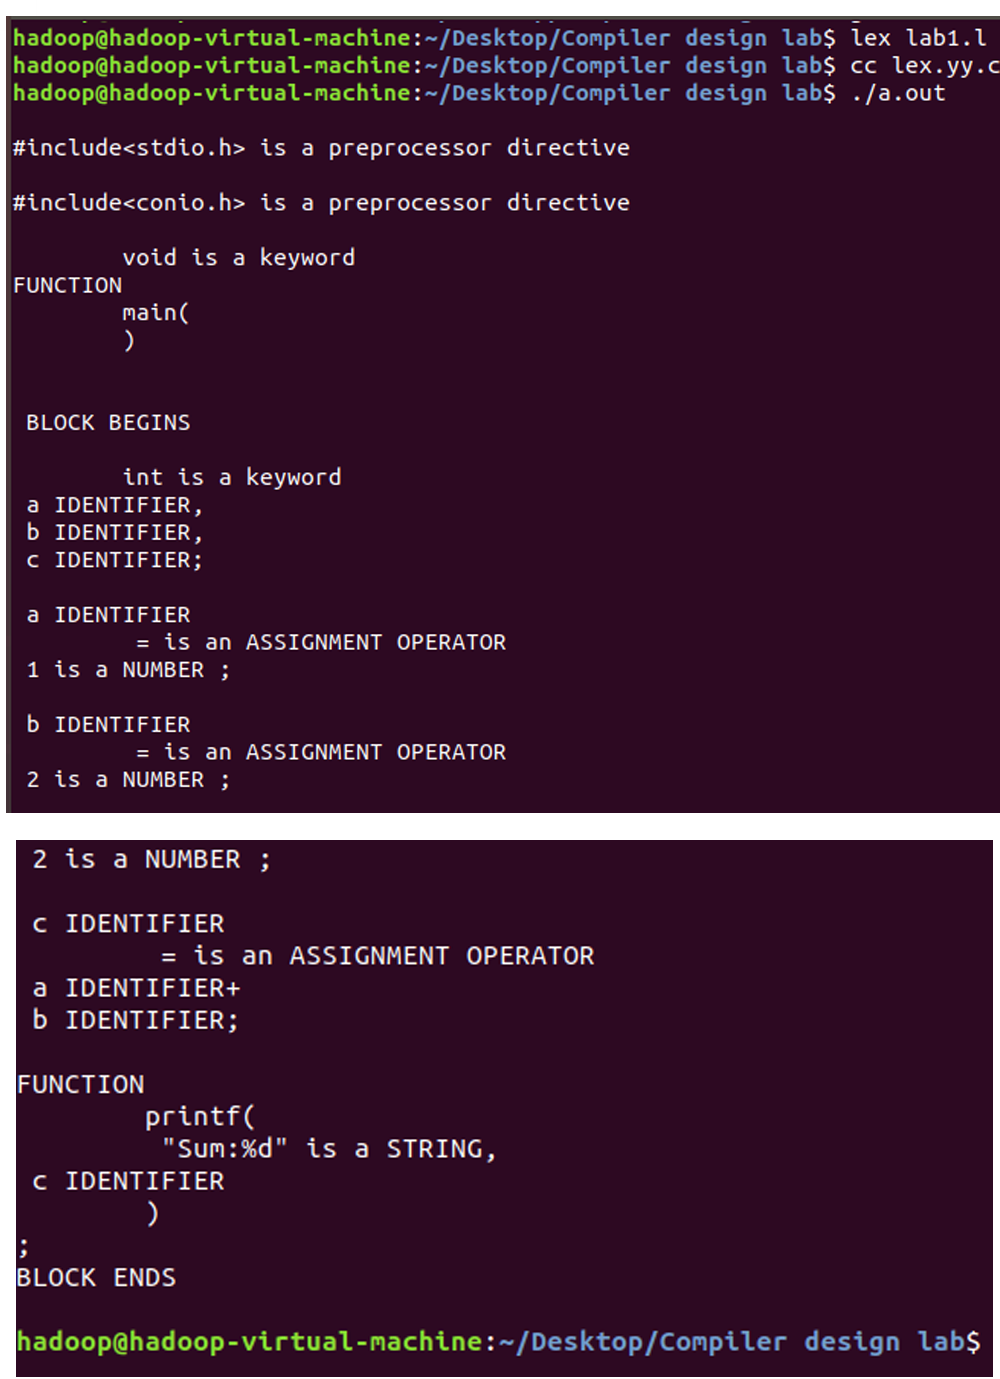 hadoop@hadoop-virtual-machine:~/Desktop/Compiler design lab$ lex lab1.l
hadoop@hadoop-virtual-machine:~/Desktop/Compiler design lab$ cc lex.yy.c
hadoop@hadoop-virtual-machine:~/Desktop/Compiler design lab$ ./a.out
#include<stdio.h> is a preprocessor directive
#include<conio.h> is a preprocessor directive
void is a keyword
FUNCTION
main(
)
BLOCK BEGINS
int is a keyword
a IDENTIFIER,
b IDENTIFIER,
c IDENTIFIER;
a IDENTIFIER
= is an ASSIGNMENT OPERATOR
1 is a NUMBER ;
b IDENTIFIER
= is an ASSIGNMENT OPERATOR
2 is a NUMBER ;
2 is a NUMBER ;
c IDENTIFIER
= is an ASSIGNMENT OPERATOR
a IDENTIFIER+
b IDENTIFIER;
FUNCTION
printf(
"Sum:%d" is a STRING,
c IDENTIFIER
)
;
BLOCK ENDS
hadoop@hadoop-virtual-machine:~/Desktop/Compiler design lab$